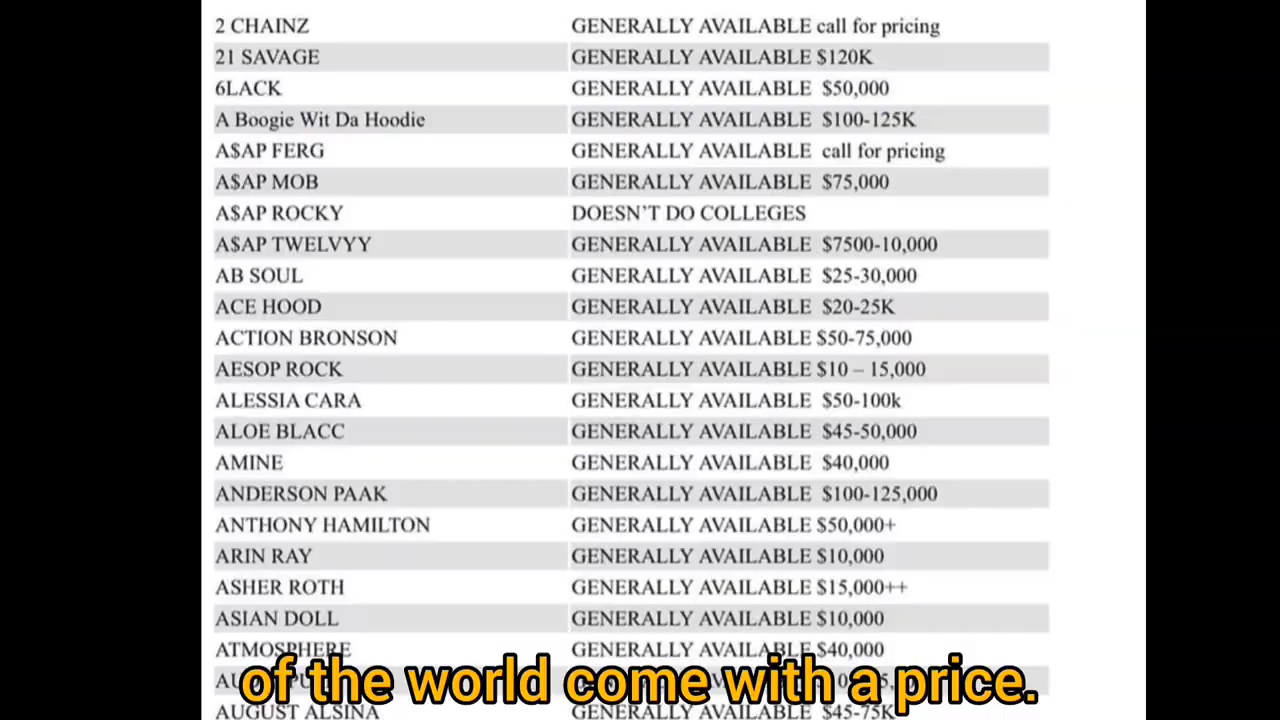 2 CHAINZ GENERALLY AVAILABLE call for pricing
21 SAVAGE GENERALLY AVAILABLE $120K
6LACK GENERALLY AVAILABLE $50,000
A Boogie Wit Da Hoodie GENERALLY AVAILABLE $100-125K
A$AP FERG GENERALLY AVAILABLE call for pricing
A$AP MOB GENERALLY AVAILABLE $75,000
A$AP ROCKY DOESN'T DO COLLEGES
A$AP TWELVYY GENERALLY AVAILABLE $7500-10,000
AB SOUL GENERALLY AVAILABLE $25-30,000
ACE HOOD GENERALLY AVAILABLE $20-25K
ACTION BRONSON GENERALLY AVAILABLE $50-75,000
AESOP ROCK GENERALLY AVAILABLE $10 – 15,000
ALESSIA CARA GENERALLY AVAILABLE $50-100k
ALOE BLACC GENERALLY AVAILABLE $45-50,000
AMINE GENERALLY AVAILABLE $40,000
ANDERSON PAAK GENERALLY AVAILABLE $100-125,000
ANTHONY HAMILTON GENERALLY AVAILABLE $50,000+
ARIN RAY GENERALLY AVAILABLE $10,000
ASHER ROTH GENERALLY AVAILABLE $15,000++
ASIAN DOLL GENERALLY AVAILABLE $10,000
ATMOSPHERE GENERALLY AVAILABLE $40,000
of the world come with a price.
AUGUST ALSINA GENERALLY AVAILABLE $45-75K